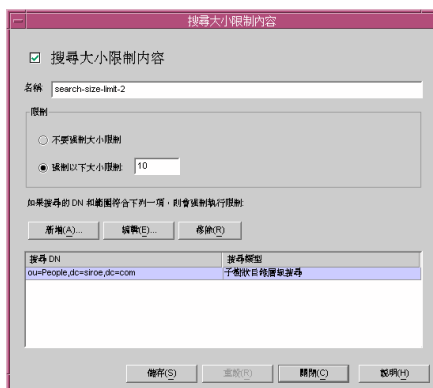 搜尋大小限制內容
搜尋大小限制內容
名稱: search-size-limit-2
限制
不要強制大小限制
強制以下大小限制: 10
如果搜尋的 DN 和範圍符合下列一項，則會強制執行限制:
新增(A)... 編輯(E)... 移除(R)
搜尋 DN 搜尋類型
ou=People,dc=siroe,dc=com 子樹狀目錄層級搜尋
儲存(S) 重設(R) 關閉(C) 說明(H)